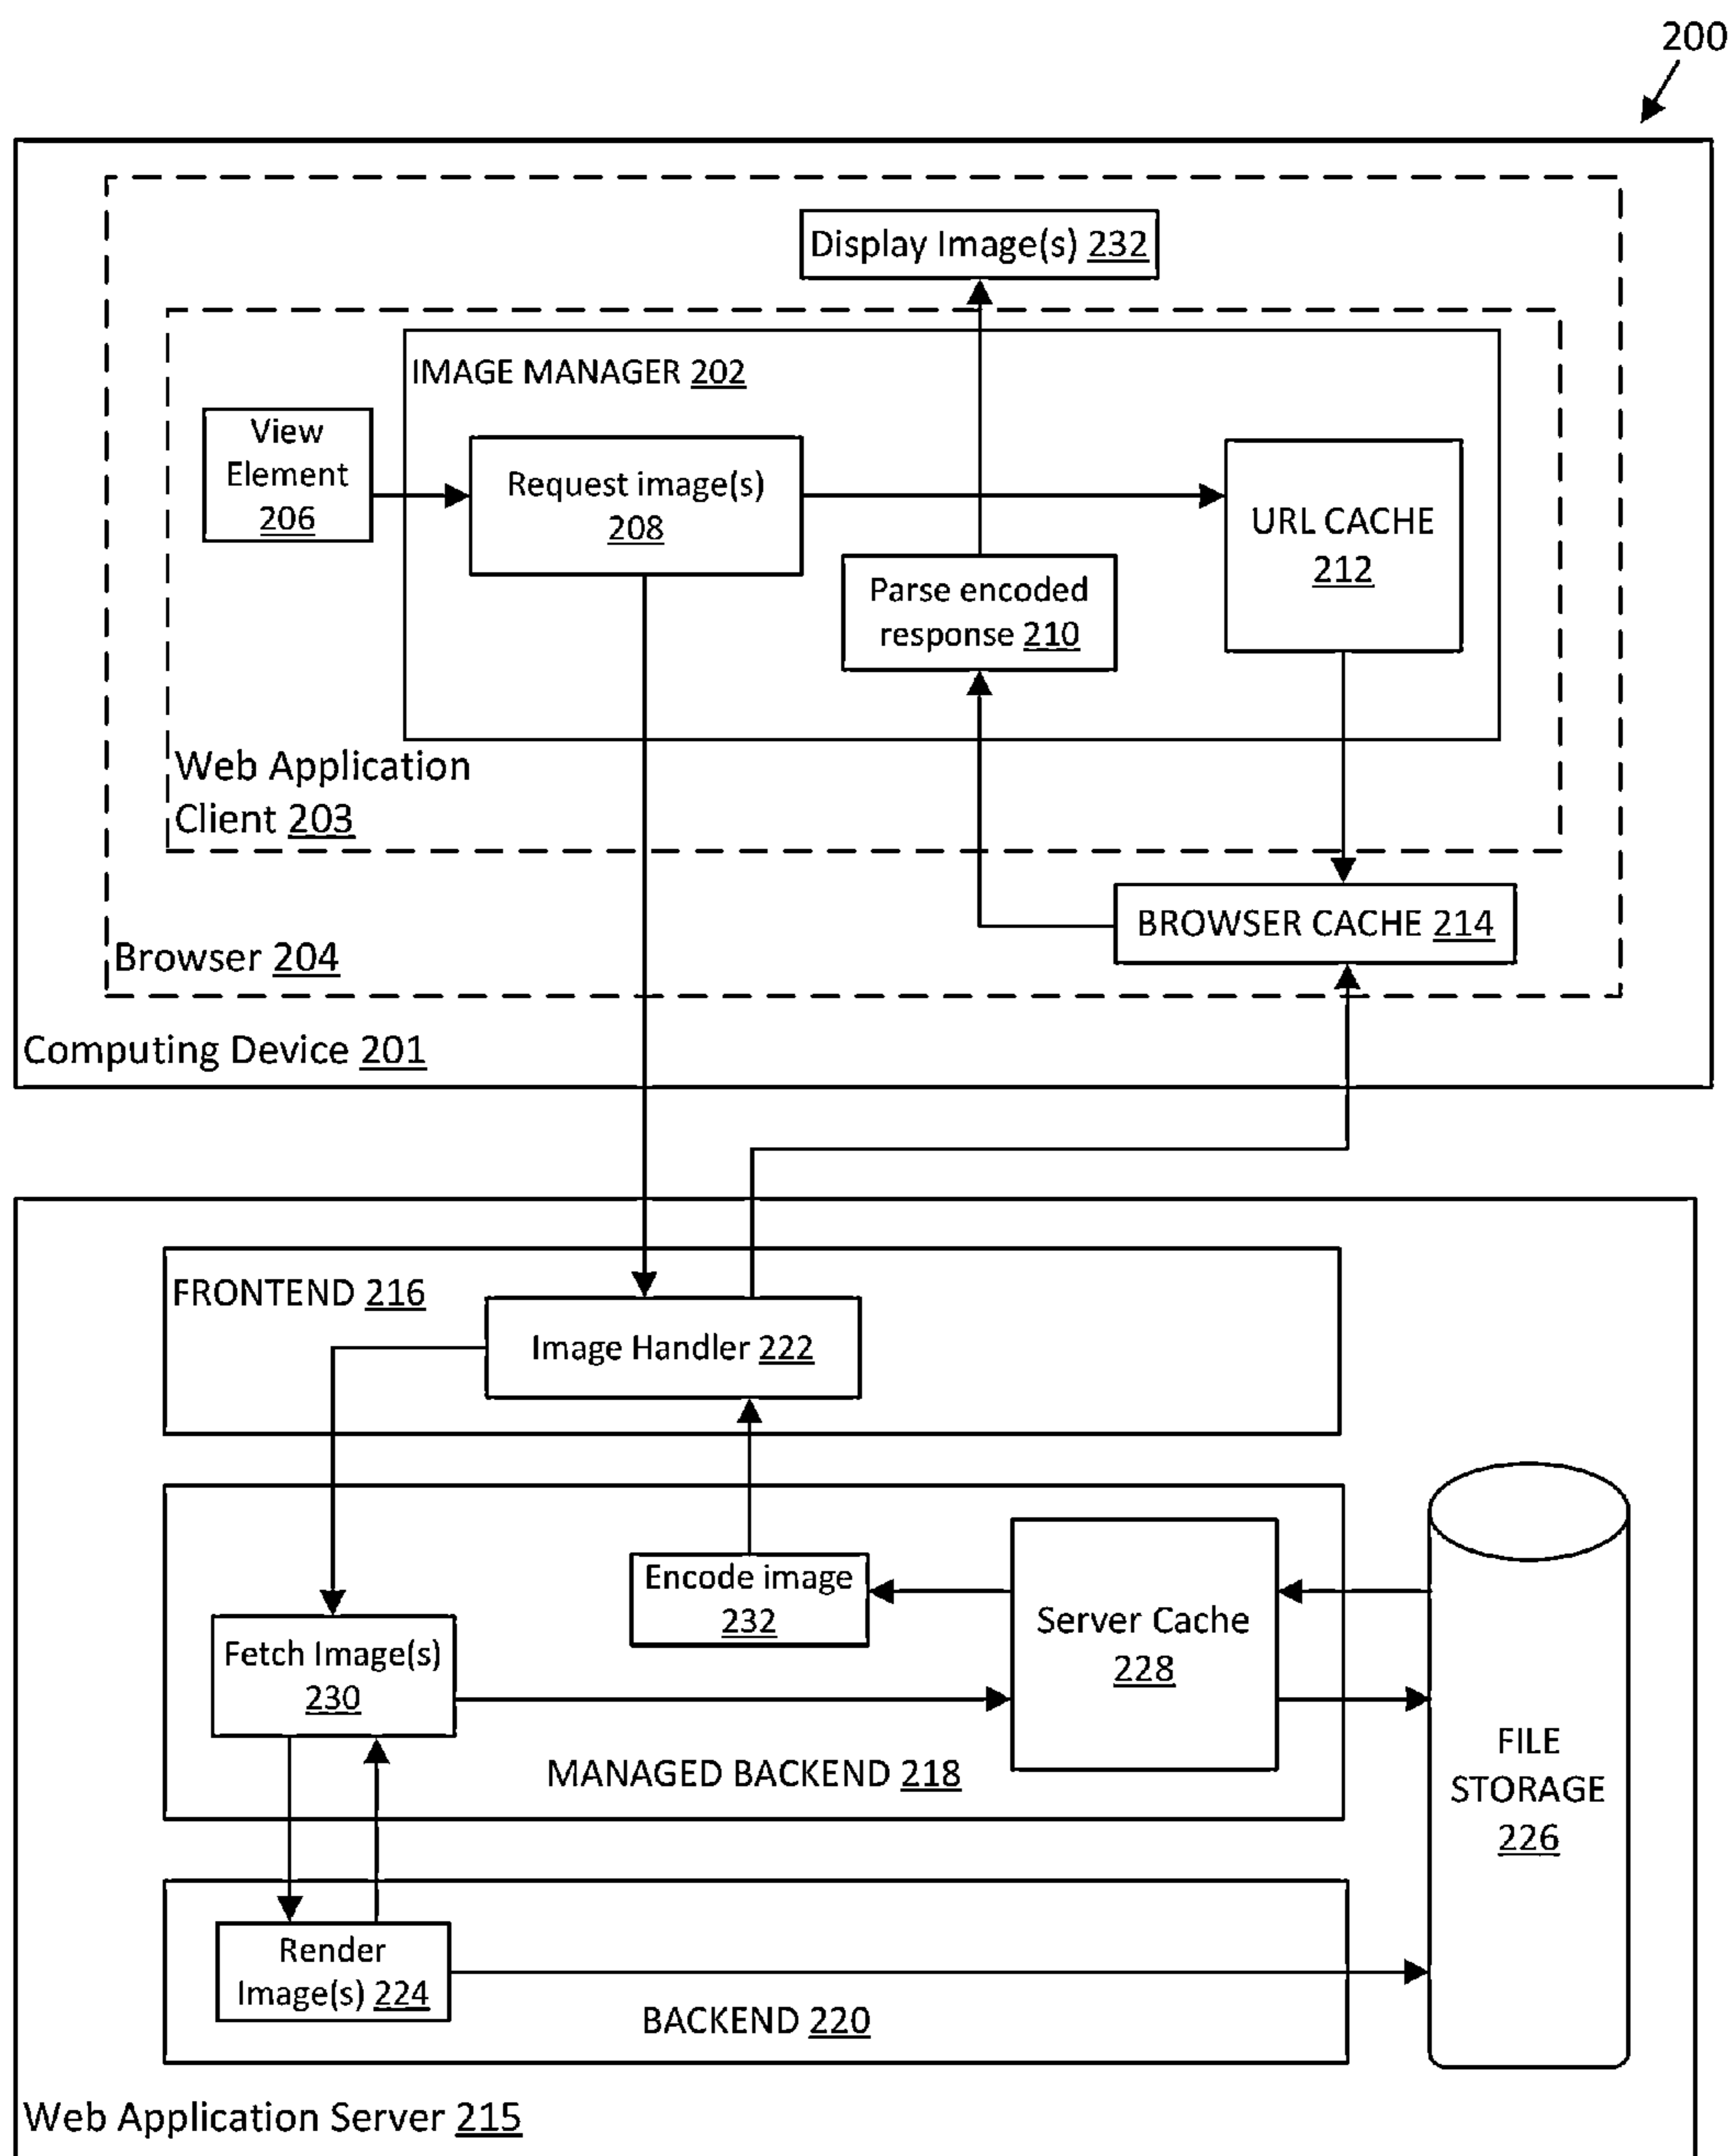 200
Display Image(s) 232
IMAGE MANAGER 202
View
Element
206
Request image(s)
208
URL CACHE
212
Parse encoded
response 210
Web Application
Client 203
BROWSER CACHE 214
Browser 204
Computing Device 201
FRONTEND 216
Image Handler 222
Encode image
232
Server Cache
228
Fetch Image(s)
230
MANAGED BACKEND 218
FILE
STORAGE
226
Render
Image(s) 224
BACKEND 220
Web Application Server 215